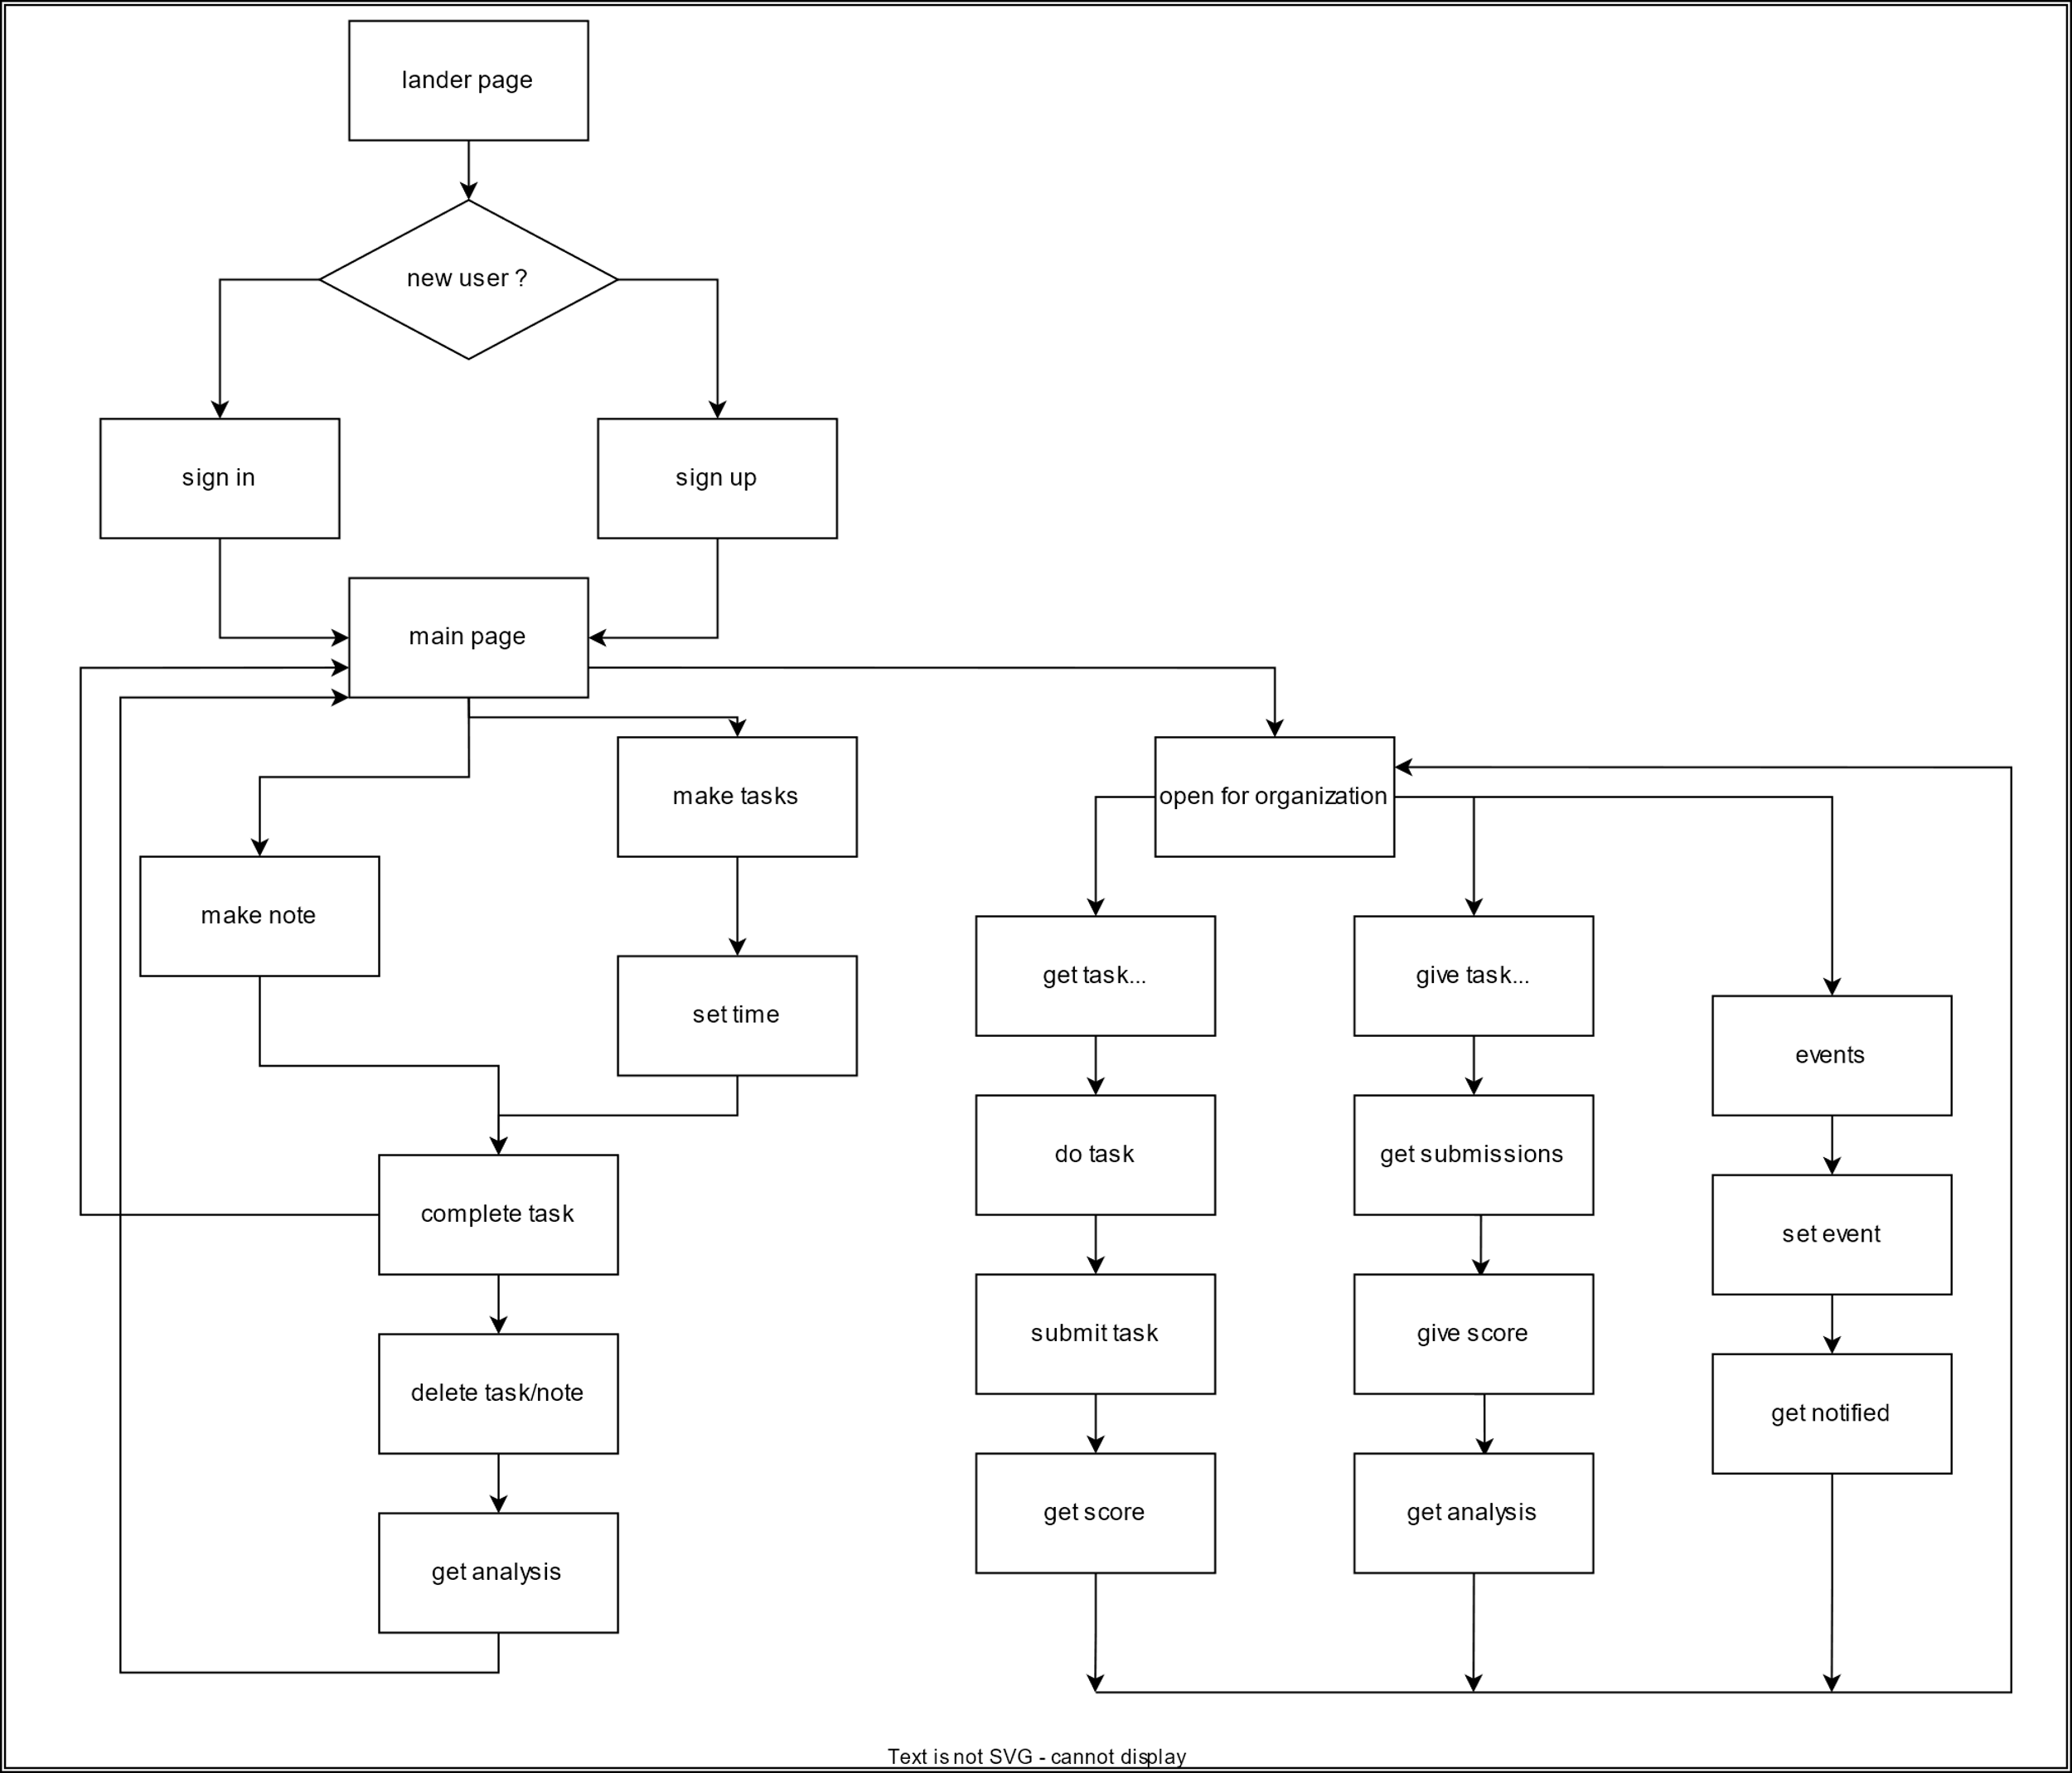 lander page
new user ?
sign in
sign up
main page
make tasks
open for organization
make note
get task...
give task...
set time
events
do task
get submissions
complete task
set event
submit task
give score
delete task/note
get notified
get score
get analysis
get analysis
Text is not SVG - cannot display